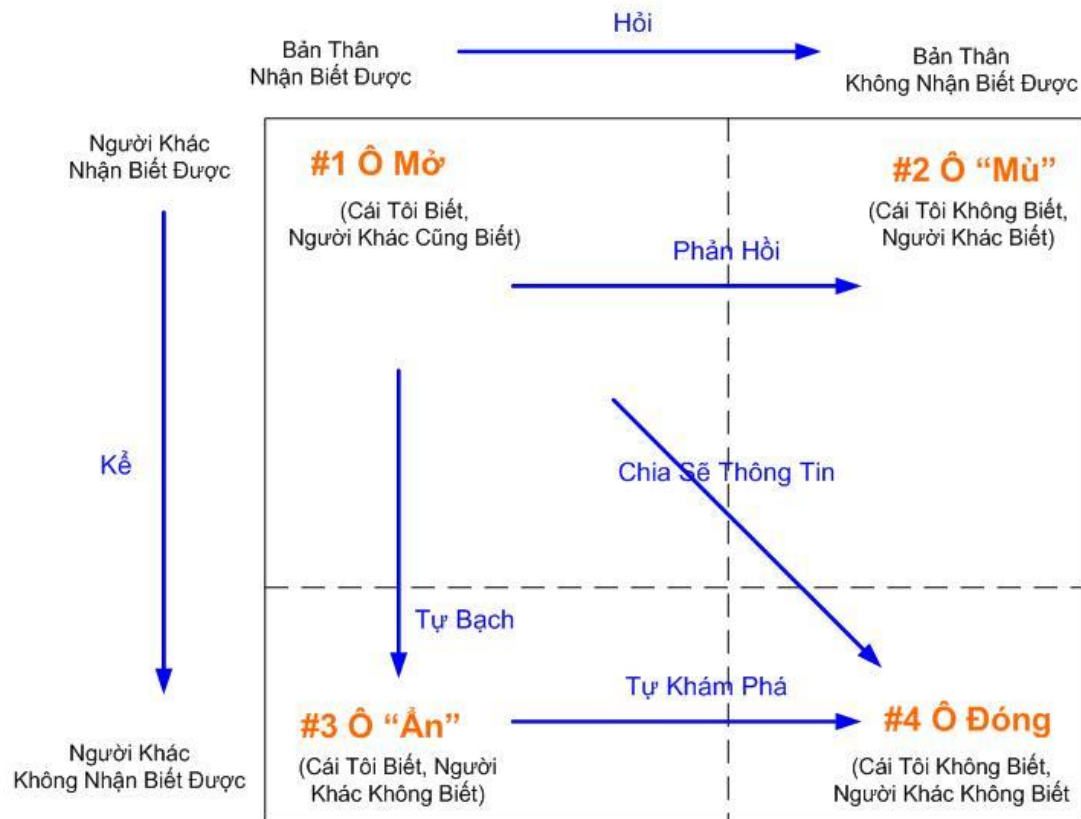 Hỏi
Bản Thân
Nhận Biết Được
Bản Thân
Không Nhận Biết Được
Người Khác
Nhận Biết Được
#1 Ô Mở
(Cái Tôi Biết,
Người Khác Cũng Biết)
#2 Ô “Mù”
(Cái Tôi Không Biết,
Người Khác Biết)
Phản Hồi
Kể
Chia Sẽ Thông Tin
Tự Bạch
Tự Khám Phá
#3 Ô “Ẩn”
(Cái Tôi Biết, Người
Khác Không Biết)
#4 Ô Đóng
(Cái Tôi Không Biết,
Người Khác Không Biết
Người Khác
Không Nhận Biết Được